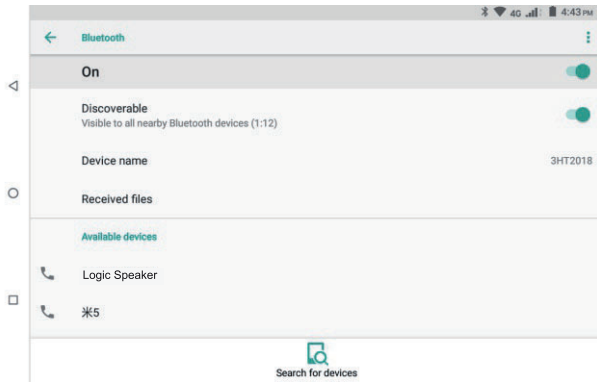 4G 4:43 PM
Bluetooth
On
Discoverable
Visible to all nearby Bluetooth devices (1:12)
Device name 3HT2018
Received files
Available devices
Logic Speaker
米5
Search for devices